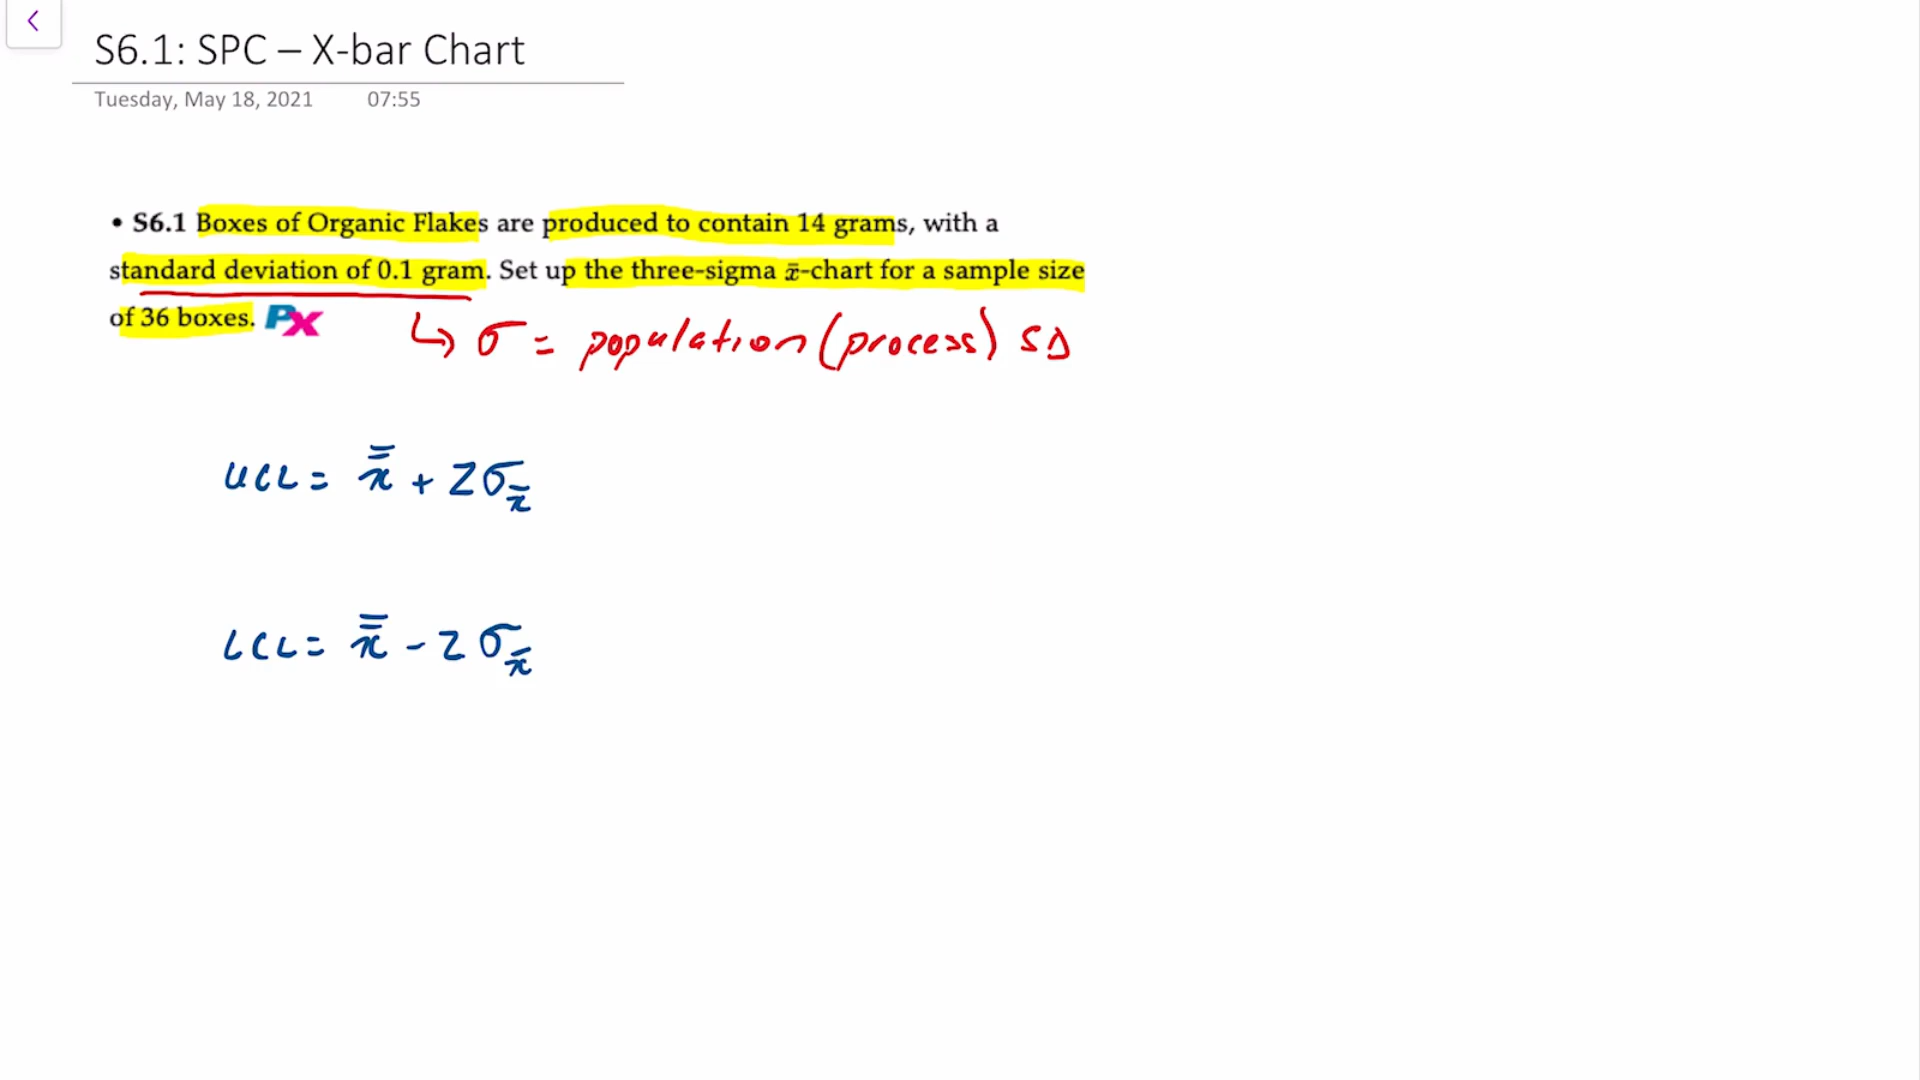 S6.1: SPC – X-bar Chart
Tuesday, May 18, 2021 07:55
• S6.1 Boxes of Organic Flakes are produced to contain 14 grams, with a
standard deviation of 0.1 gram. Set up the three-sigma x̄-chart for a sample size
of 36 boxes. PX
↳ σ = population (process) SD
UCL = x̿ + Zσx̄
LCL = x̿ - Zσx̄